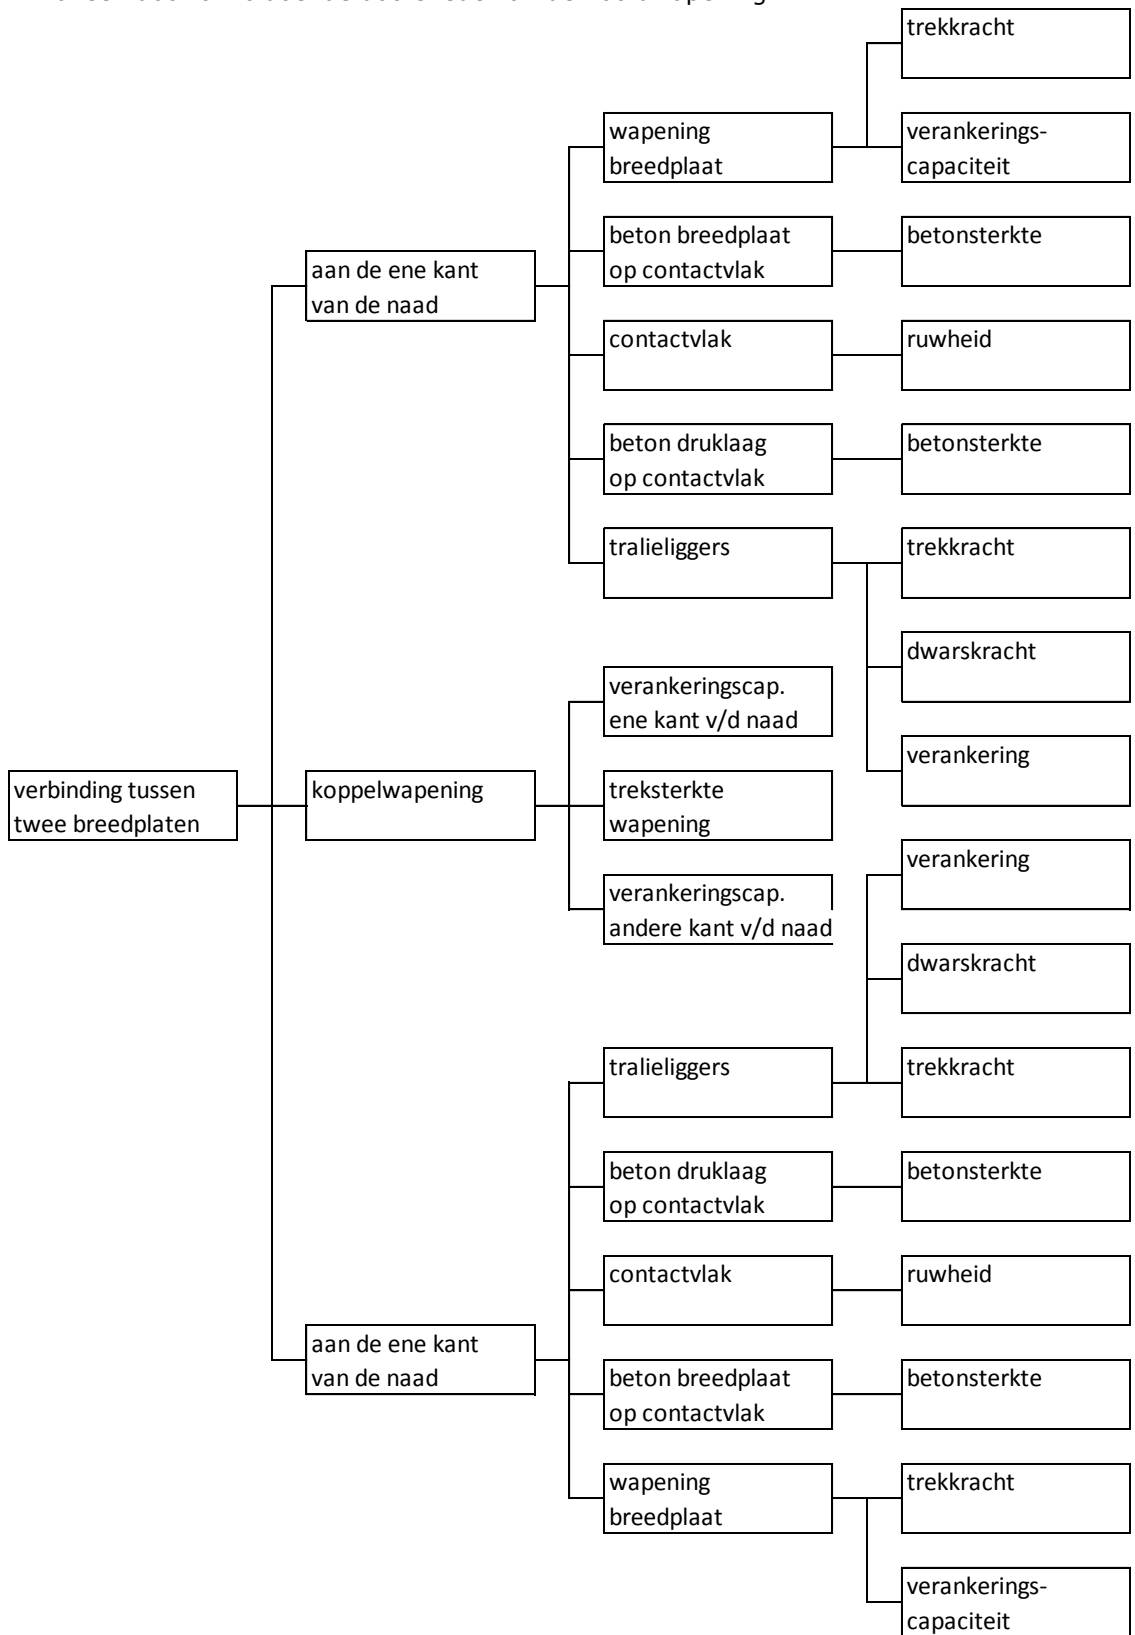 trekkracht
wapening
breedplaat
verankerings-
capaciteit
aan de ene kant
van de naad
beton breedplaat
op contactvlak
betonsterkte
contactvlak
ruwheid
beton druklaag
op contactvlak
betonsterkte
tralieliggers
trekkracht
dwarskracht
verankering
verbinding tussen
twee breedplaten
koppelwapening
verankeringscap.
ene kant v/d naad
treksterkte
wapening
verankeringscap.
andere kant v/d naad
verankering
dwarskracht
tralieliggers
trekkracht
beton druklaag
op contactvlak
betonsterkte
contactvlak
ruwheid
aan de ene kant
van de naad
beton breedplaat
op contactvlak
betonsterkte
wapening
breedplaat
trekkracht
verankerings-
capaciteit